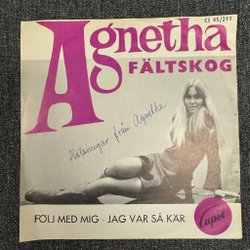 CS 45/211
Agnetha
FÄLTSKOG
Hälsningar från Agnetha
FÖLJ MED MIG - JAG VAR SÅ KÄR
Cupol